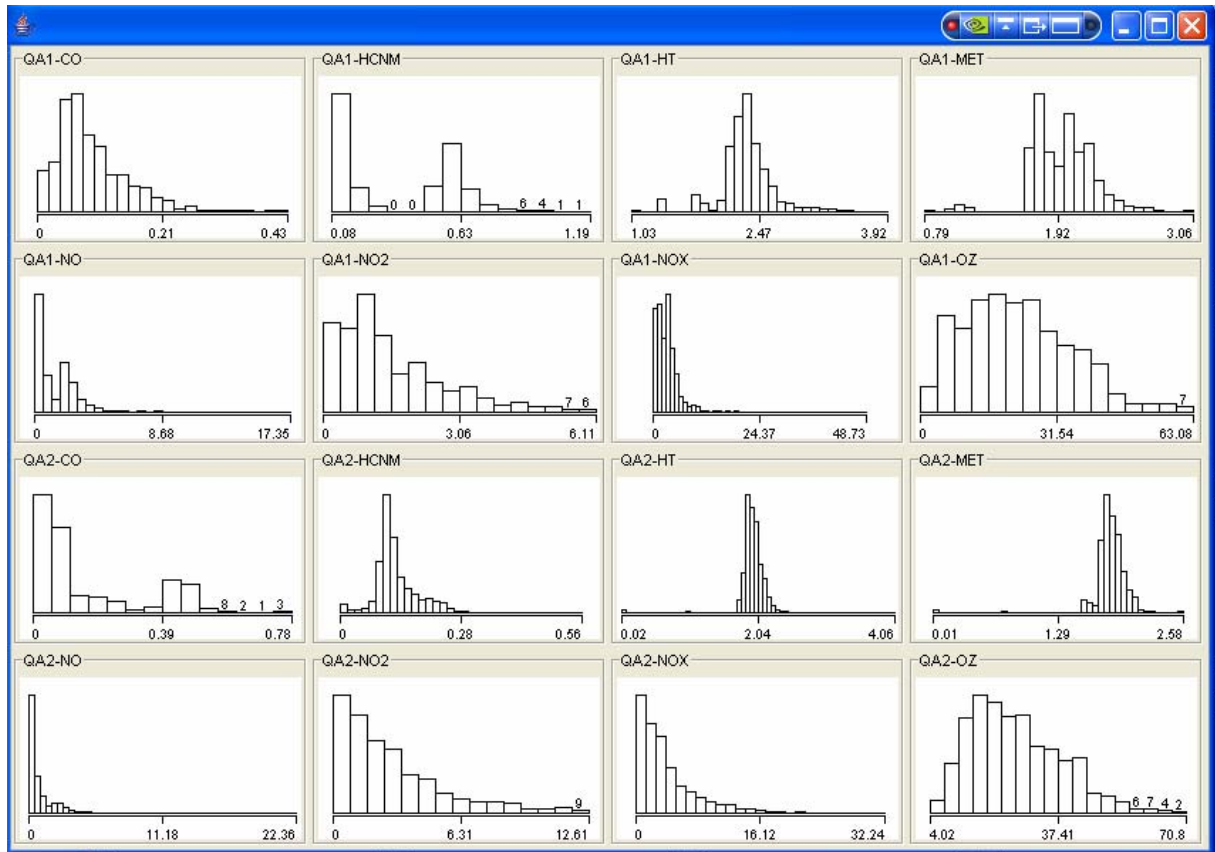 QA1-CO QA1-HCNM QA1-HT QA1-MET
0 0 6 4 1 1
0 0.21 0.43 0.08 0.63 1.19 1.03 2.47 3.92 0.79 1.92 3.06
QA1-NO QA1-NO2 QA1-NOX QA1-OZ
7 6 7
0 8.68 17.35 0 3.06 6.11 0 24.37 48.73 0 31.54 63.08
QA2-CO QA2-HCNM QA2-HT QA2-MET
8 2 1 3
0 0.39 0.78 0 0.28 0.56 0.02 2.04 4.06 0.01 1.29 2.58
QA2-NO QA2-NO2 QA2-NOX QA2-OZ
9 6 7 4 2
0 11.18 22.36 0 6.31 12.61 0 16.12 32.24 4.02 37.41 70.8